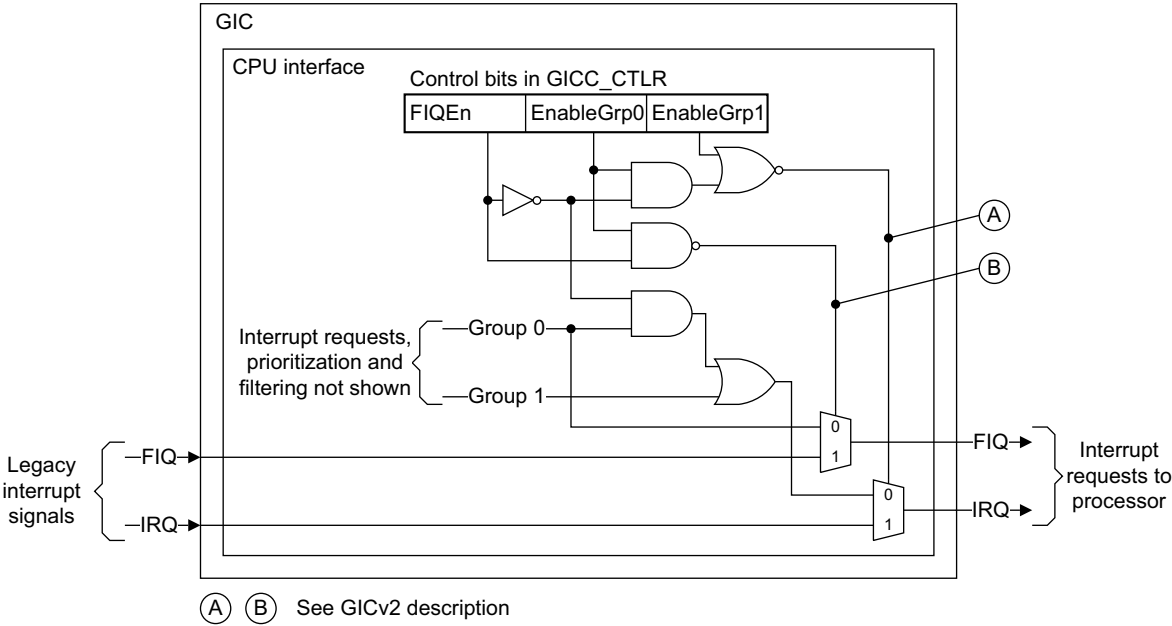 GIC
CPU interface
Control bits in GICC_CTLR
FIQEn EnableGrp0 EnableGrp1
A
B
Interrupt requests,
prioritization and
filtering not shown
Group 0
Group 1
0
1
0
1
Legacy
interrupt
signals
FIQ
IRQ
FIQ
IRQ
Interrupt
requests to
processor
A B See GICv2 description